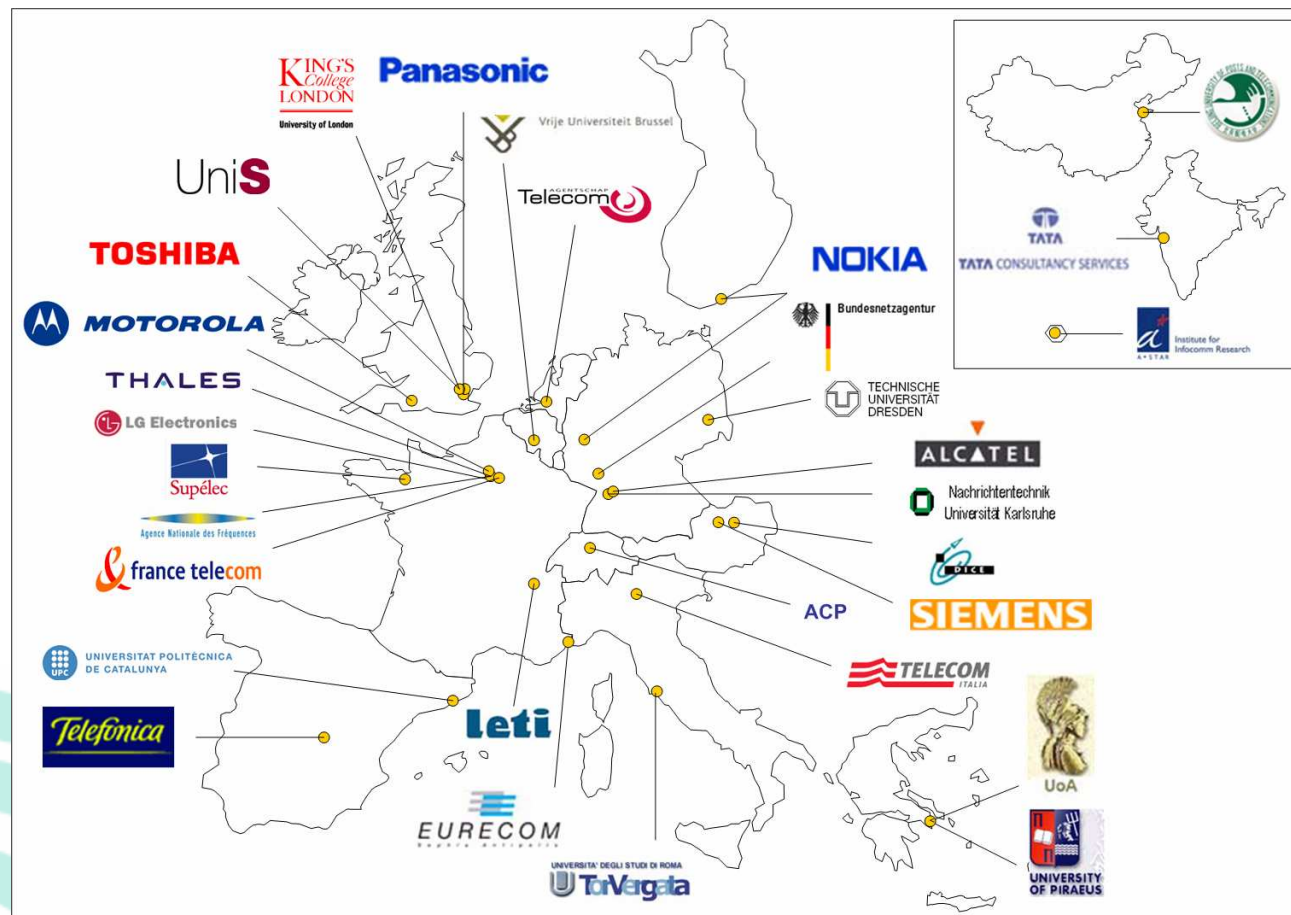 KING'S
College
LONDON
University of London
Panasonic
Vrije Universiteit Brussel
UniS
AGENTSCHAP
Telecom
TOSHIBA
NOKIA
Bundesnetzagentur
MOTOROLA
THALES
TECHNISCHE
UNIVERSITÄT
DRESDEN
LG Electronics
Supélec
ALCATEL
Agence Nationale des Fréquences
Nachrichtentechnik
Universität Karlsruhe
france telecom
DICE
ACP
SIEMENS
UPC
UNIVERSITAT POLITÈCNICA
DE CATALUNYA
TELECOM
ITALIA
Telefónica
leti
UoA
EURECOM
Sophia Antipolis
UNIVERSITA' DEGLI STUDI DI ROMA
TorVergata
UNIVERSITY
OF PIRAEUS
TATA
TATA CONSULTANCY SERVICES
A★STAR
Institute for
Infocomm Research